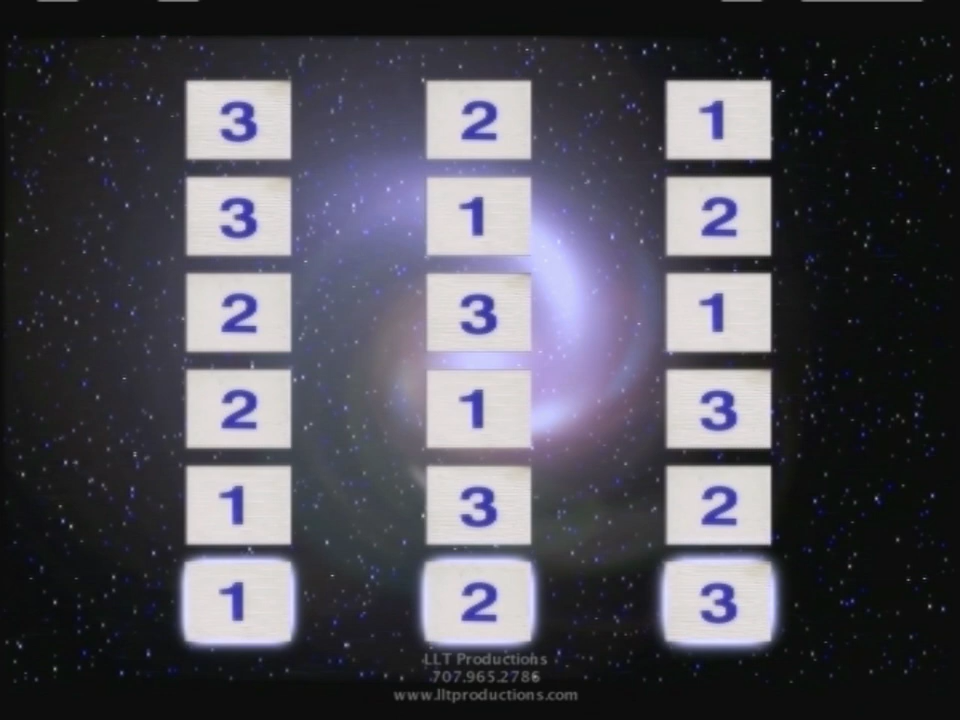 3 2 1
3 1 2
2 3 1
2 1 3
1 3 2
1 2 3
LLT Productions
707.965.2786
www.lltproductions.com